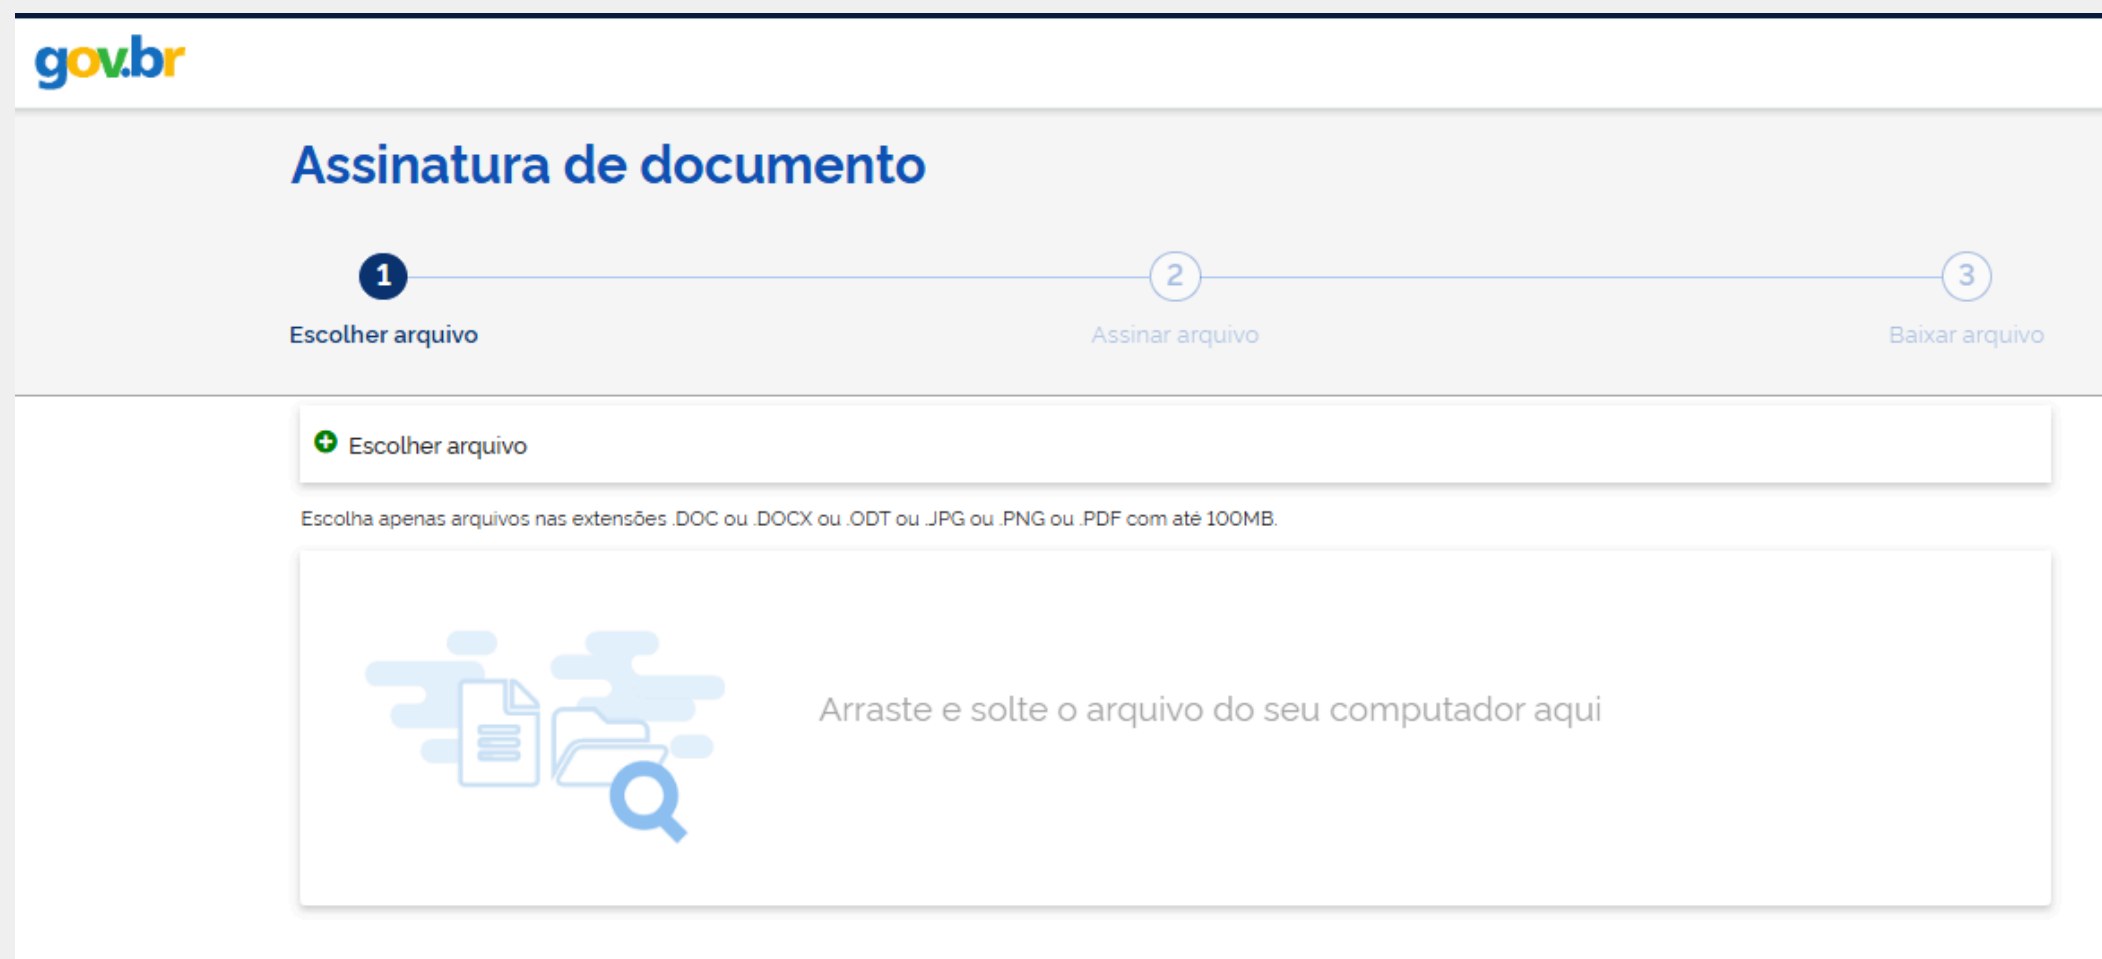 gov.br
Assinatura de documento
1
2
3
Escolher arquivo
Assinar arquivo
Baixar arquivo
Escolher arquivo
Escolha apenas arquivos nas extensões .DOC ou .DOCX ou .ODT ou .JPG ou .PNG ou .PDF com até 100MB.
Arraste e solte o arquivo do seu computador aqui